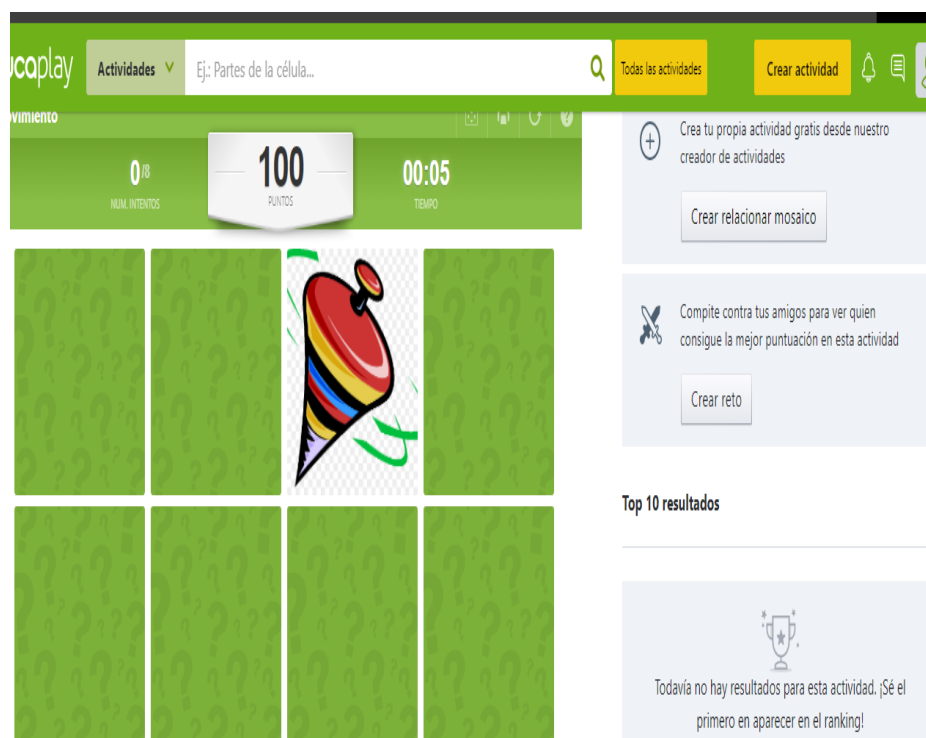 ucaplay
Actividades
Ej.: Partes de la célula...
Todas las actividades
Crear actividad
ovimiento
0/8
NUM. INTENTOS
100
PUNTOS
00:05
TIEMPO
Crea tu propia actividad gratis desde nuestro
creador de actividades
Crear relacionar mosaico
Compite contra tus amigos para ver quien
consigue la mejor puntuación en esta actividad
Crear reto
Top 10 resultados
Todavía no hay resultados para esta actividad. ¡Sé el
primero en aparecer en el ranking!